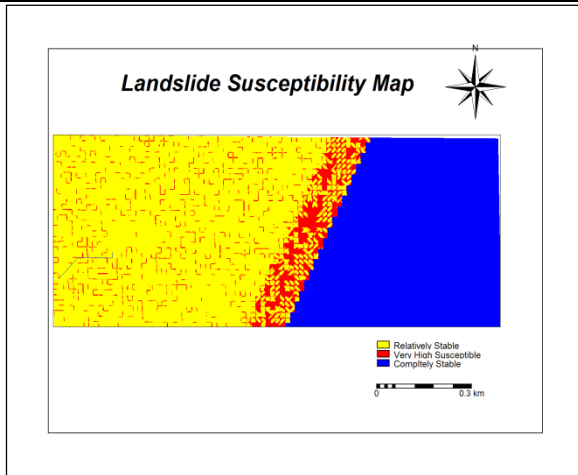 N
Landslide Susceptibility Map
Relatively Stable
Very High Susceptible
Compltely Stable
0 0.3 km